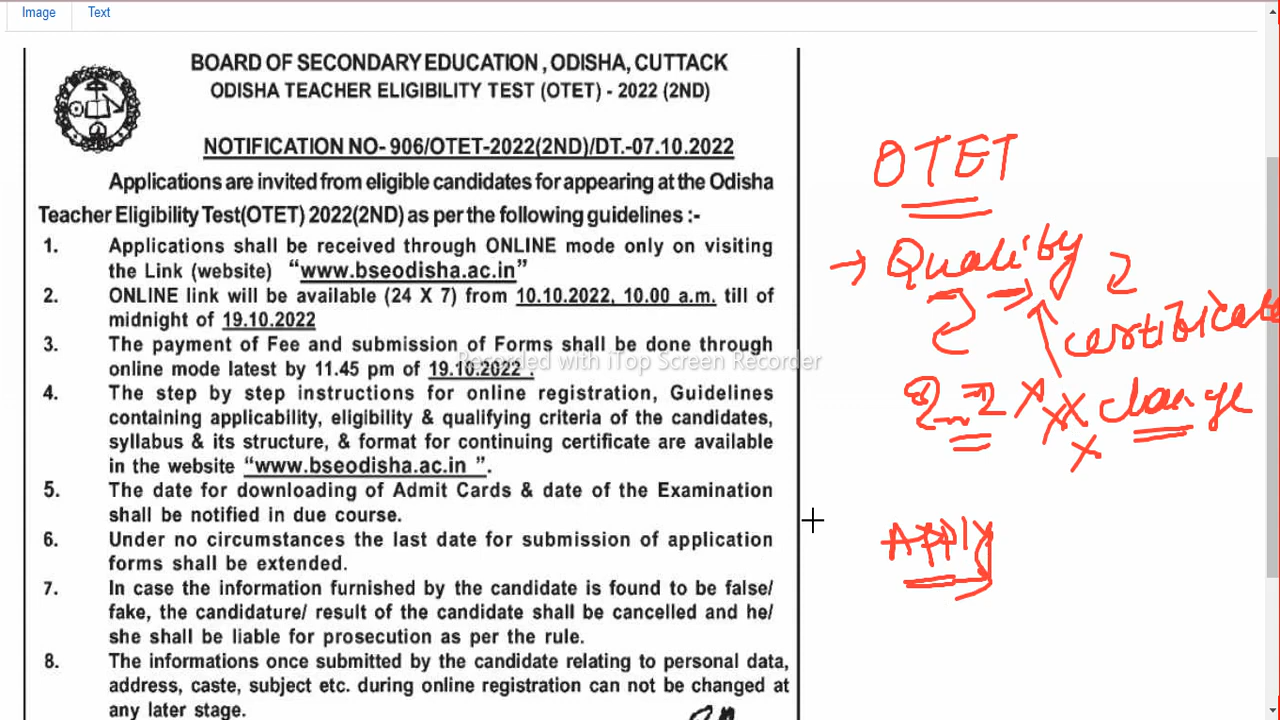 Image Text
BOARD OF SECONDARY EDUCATION, ODISHA, CUTTACK
ODISHA TEACHER ELIGIBILITY TEST (OTET) - 2022 (2ND)
NOTIFICATION NO- 906/OTET-2022(2ND)/DT.-07.10.2022
Applications are invited from eligible candidates for appearing at the Odisha
Teacher Eligibility Test(OTET) 2022(2ND) as per the following guidelines :-
1. Applications shall be received through ONLINE mode only on visiting
the Link (website) “www.bseodisha.ac.in”
2. ONLINE link will be available (24 X 7) from 10.10.2022, 10.00 a.m. till of
midnight of 19.10.2022
3. The payment of Fee and submission of Forms shall be done through
online mode latest by 11.45 pm of 19.10.2022 .
4. The step by step instructions for online registration, Guidelines
containing applicability, eligibility & qualifying criteria of the candidates,
syllabus & its structure, & format for continuing certificate are available
in the website “www.bseodisha.ac.in ”.
5. The date for downloading of Admit Cards & date of the Examination
shall be notified in due course.
6. Under no circumstances the last date for submission of application
forms shall be extended.
7. In case the information furnished by the candidate is found to be false/
fake, the candidature/ result of the candidate shall be cancelled and he/
she shall be liable for prosecution as per the rule.
8. The informations once submitted by the candidate relating to personal data,
address, caste, subject etc. during online registration can not be changed at
any later stage.
Recorded with iTop Screen Recorder
OTET
Quality
certificate
change
APPly